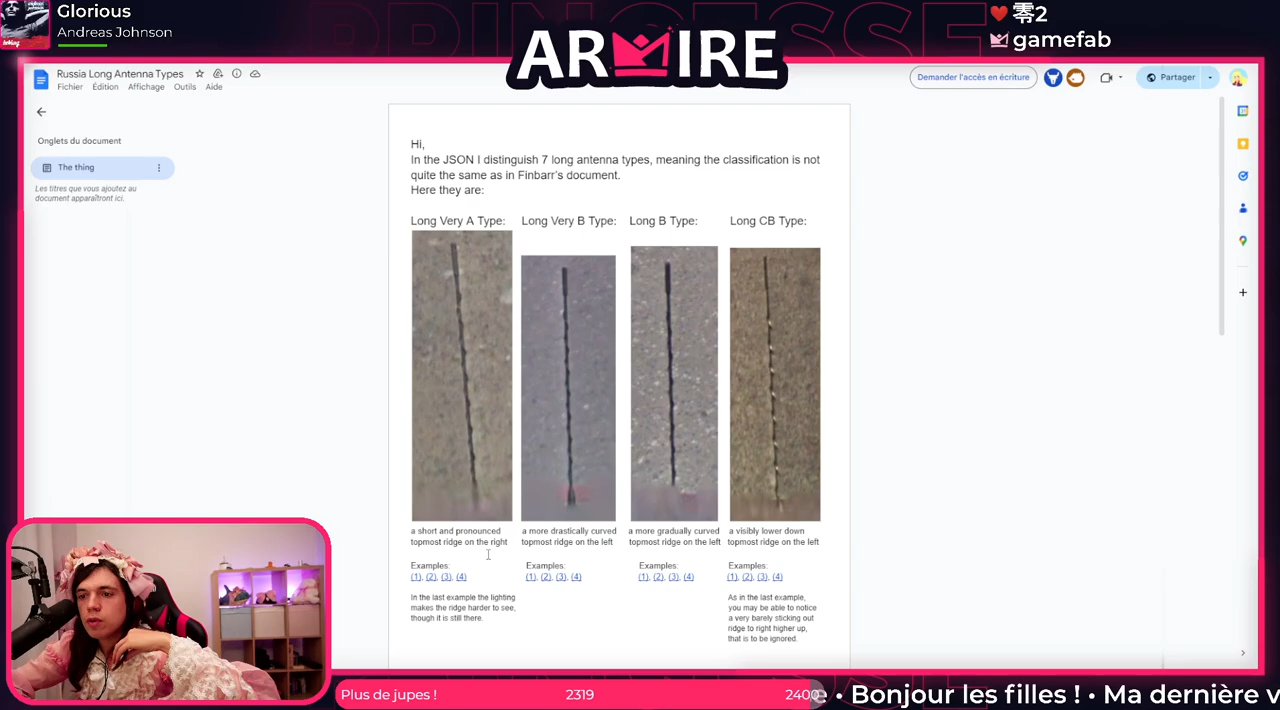 Glorious
Andreas Johnson
PRINCESSE
ARMIRE
零2
gamefab
Russia Long Antenna Types
Fichier Édition Affichage Outils Aide
Demander l'accès en écriture
Partager
Onglets du document
The thing
Les titres que vous ajoutez au
document apparaîtront ici.
Hi,
In the JSON I distinguish 7 long antenna types, meaning the classification is not
quite the same as in Finbarr's document.
Here they are:
Long Very A Type: Long Very B Type: Long B Type: Long CB Type:
a short and pronounced
topmost ridge on the right
a more drastically curved
topmost ridge on the left
a more gradually curved
topmost ridge on the left
a visibly lower down
topmost ridge on the left
Examples:
(1), (2), (3), (4)
Examples:
(1), (2), (3), (4)
Examples:
(1), (2), (3), (4)
Examples:
(1), (2), (3), (4)
In the last example the lighting
makes the ridge harder to see,
though it is still there.
As in the last example,
you may be able to notice
a very barely sticking out
ridge to right higher up,
that is to be ignored.
Plus de jupes ! 2319 2400
• Bonjour les filles ! • Ma dernière v